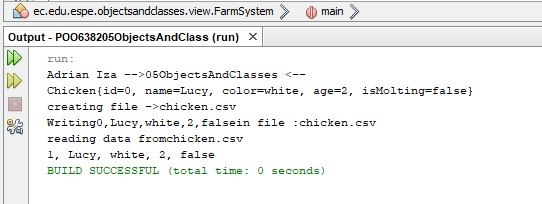 ec.edu.espe.objectsandclasses.view.FarmSystem main
Output - POO638205ObjectsAndClass (run)
run:
Adrian Iza -->05ObjectsAndClasses <--
Chicken{id=0, name=Lucy, color=white, age=2, isMolting=false}
creating file ->chicken.csv
Writing0,Lucy,white,2,falsein file :chicken.csv
reading data fromchicken.csv
1, Lucy, white, 2, false
BUILD SUCCESSFUL (total time: 0 seconds)